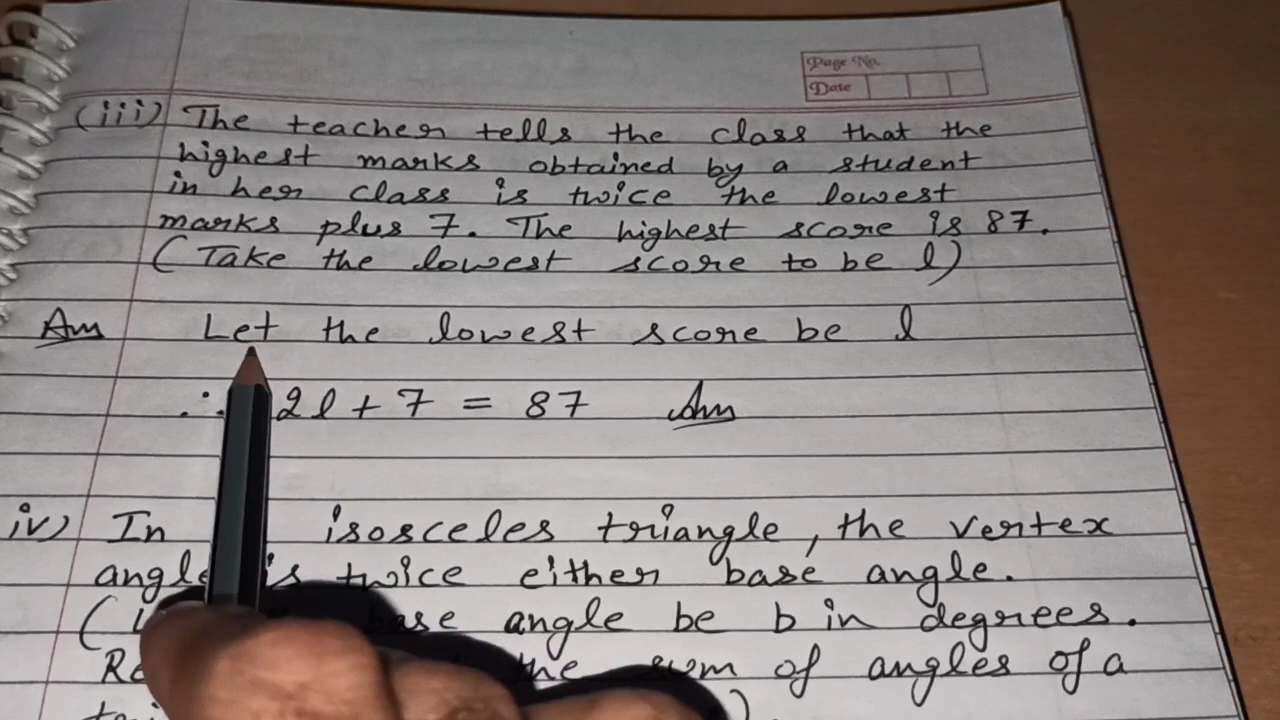 Page No.
Date
(iii) The teacher tells the class that the
highest marks obtained by a student
in her class is twice the lowest
marks plus 7. The highest score is 87.
(Take the lowest score to be l)
Ans Let the lowest score be l
∴ 2l + 7 = 87 Ans
iv) In isosceles triangle, the vertex
angle is twice either base angle.
( base angle be b in degrees.
the sum of angles of a
)